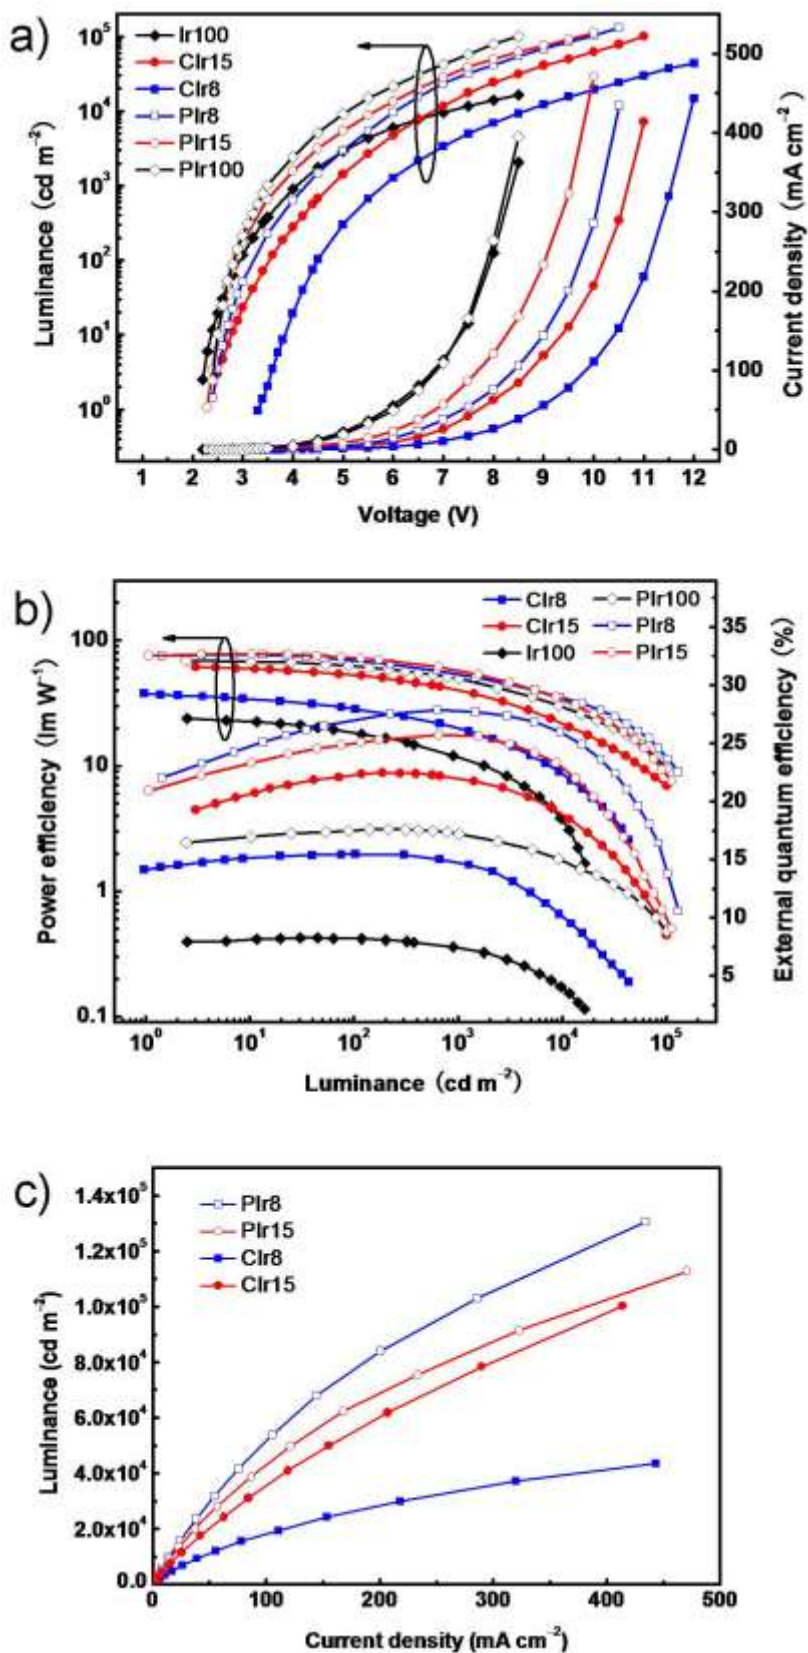 a)
Ir100
CIr15
CIr8
PIr8
PIr15
PIr100
10⁵
10⁴
10³
10²
10¹
10⁰
Luminance (cd m⁻²)
500
400
300
200
100
0
Current density (mA cm⁻²)
1 2 3 4 5 6 7 8 9 10 11 12
Voltage (V)
b)
CIr8 PIr100
CIr15 PIr8
Ir100 PIr15
100
10
1
0.1
Power efficiency (lm W⁻¹)
35
30
25
20
15
10
5
External quantum efficiency (%)
10⁰ 10¹ 10² 10³ 10⁴ 10⁵
Luminance (cd m⁻²)
c)
PIr8
PIr15
CIr8
CIr15
1.4x10⁵
1.2x10⁵
1.0x10⁵
8.0x10⁴
6.0x10⁴
4.0x10⁴
2.0x10⁴
0.0
Luminance (cd m⁻²)
0 100 200 300 400 500
Current density (mA cm⁻²)